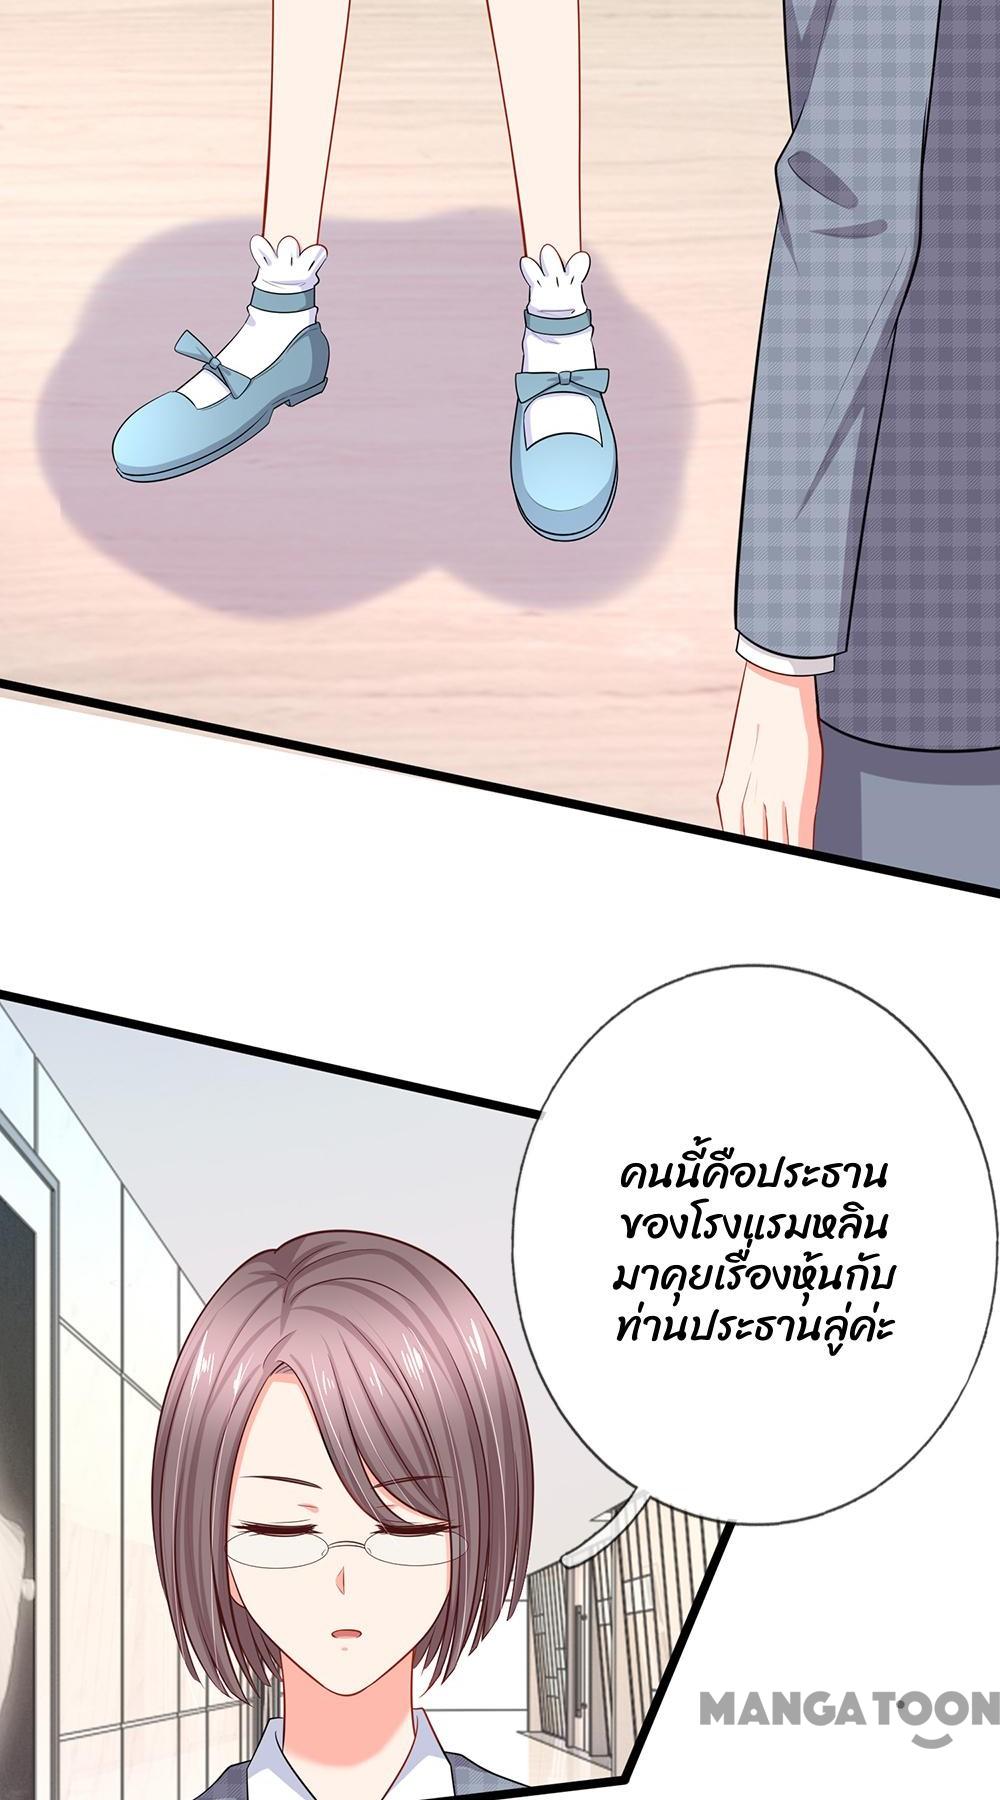 คนนี้คือประธาน
ของโรงแรมหลิน
มาคุยเรื่องหุ้นกับ
ท่านประธานลู่ค่ะ
MANGATOON